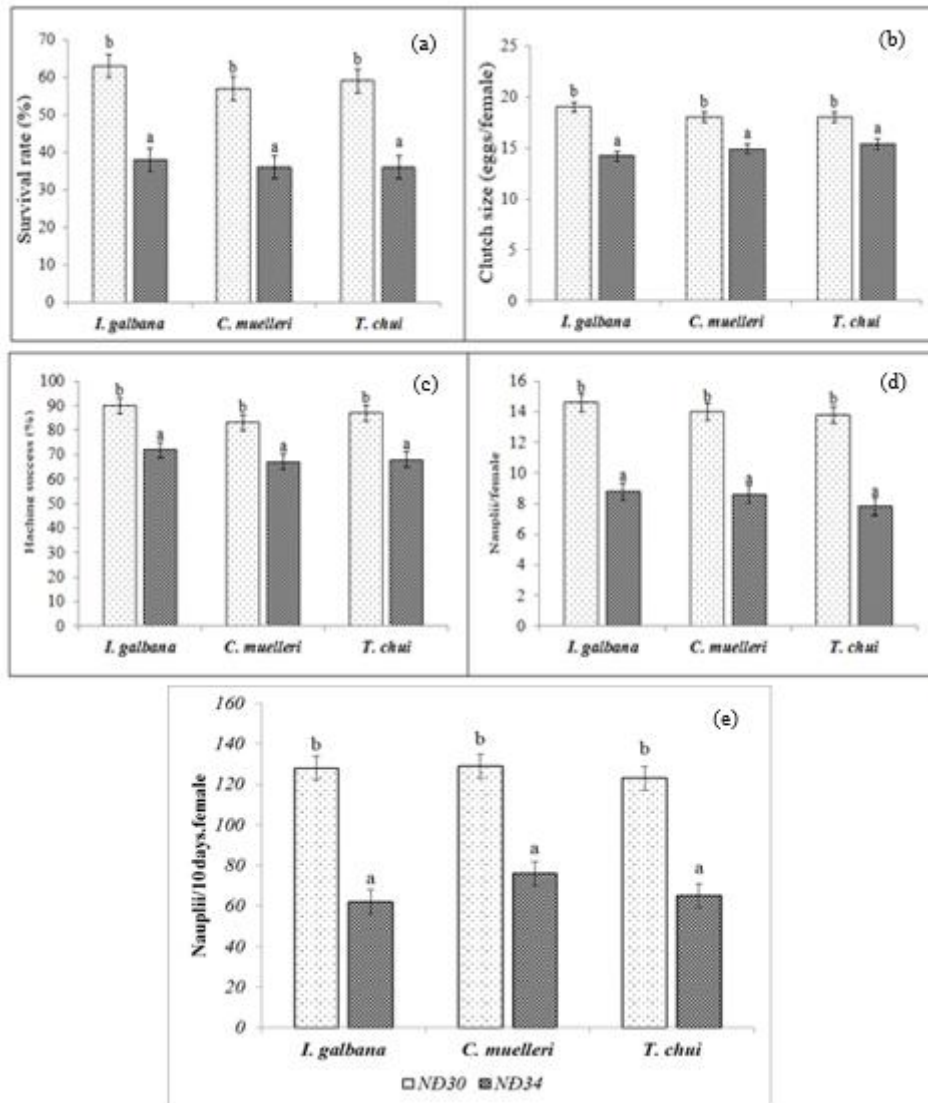 (a)
Survival rate (%)
70
60
50
40
30
20
10
0
b
a
b
a
b
a
I. galbana C. muelleri T. chui
(b)
Clutch size (eggs/female)
25
20
15
10
5
0
b
a
b
a
b
a
I. galbana C. muelleri T. chui
(c)
Haching success (%)
100
90
80
70
60
50
40
30
20
10
0
b
a
b
a
b
a
I. galbana C. muelleri T. chui
(d)
Nauplii/female
16
14
12
10
8
6
4
2
0
b
a
b
a
b
a
I. galbana C. muelleri T. chui
(e)
Nauplii/10days.female
160
140
120
100
80
60
40
20
0
b
a
b
a
b
a
I. galbana C. muelleri T. chui
NĐ30 NĐ34